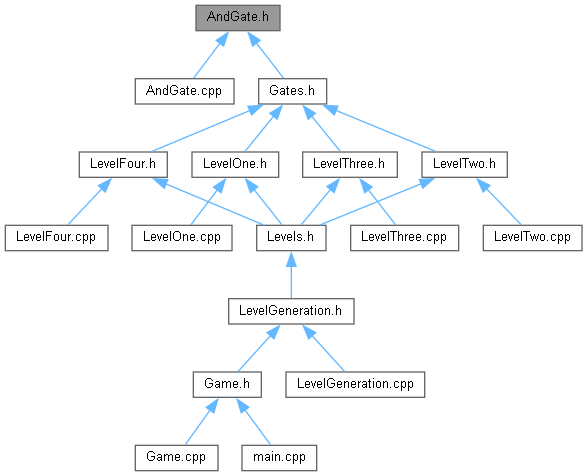 AndGate.h
AndGate.cpp
Gates.h
LevelFour.h
LevelOne.h
LevelThree.h
LevelTwo.h
LevelFour.cpp
LevelOne.cpp
Levels.h
LevelThree.cpp
LevelTwo.cpp
LevelGeneration.h
Game.h
LevelGeneration.cpp
Game.cpp
main.cpp